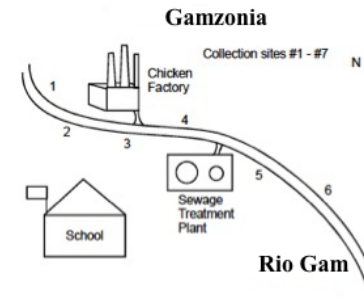 Gamzonia
Collection sites #1 - #7
N
Chicken
Factory
1
2
3
4
5
6
Sewage
Treatment
Plant
School
Rio Gam